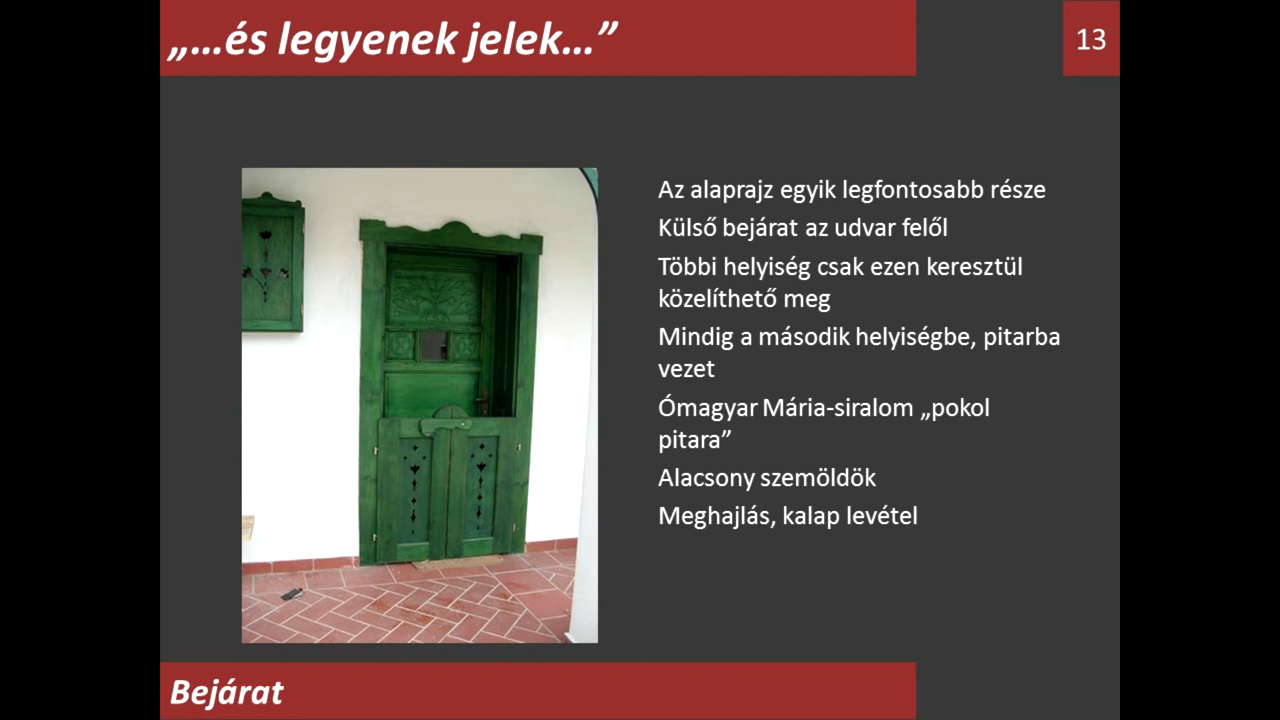 „…és legyenek jelek…”
13
Az alaprajz egyik legfontosabb része
Külső bejárat az udvar felől
Többi helyiség csak ezen keresztül
közelíthető meg
Mindig a második helyiségbe, pitarba
vezet
Ómagyar Mária-siralom „pokol
pitara”
Alacsony szemöldök
Meghajlás, kalap levétel
Bejárat